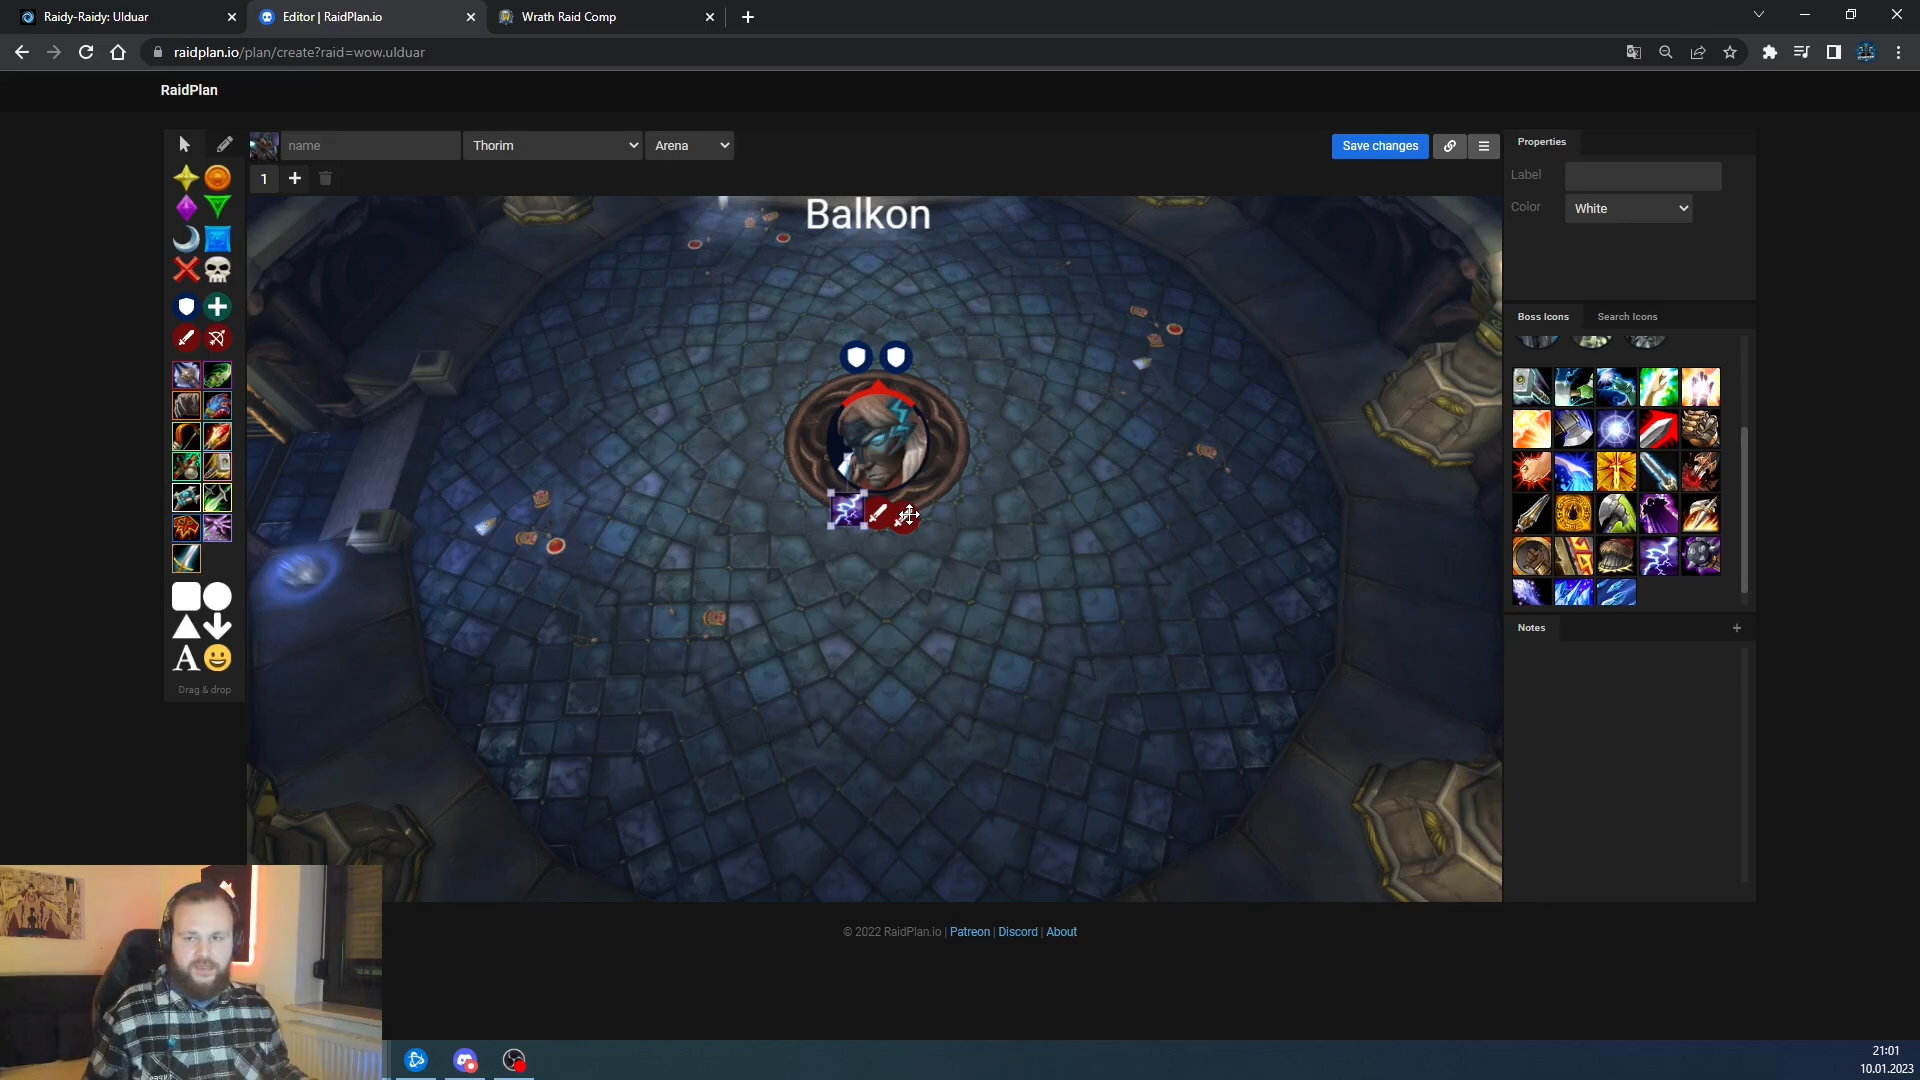 Raidy-Raidy: Ulduar
Editor | RaidPlan.io
Wrath Raid Comp
raidplan.io/plan/create?raid=wow.ulduar
RaidPlan
name
Thorim
Arena
Save changes
1
Properties
Label
Color
White
Balkon
Boss Icons
Search Icons
Notes
A
Drag & drop
© 2022 RaidPlan.io | Patreon | Discord | About
21:01
10.01.2023